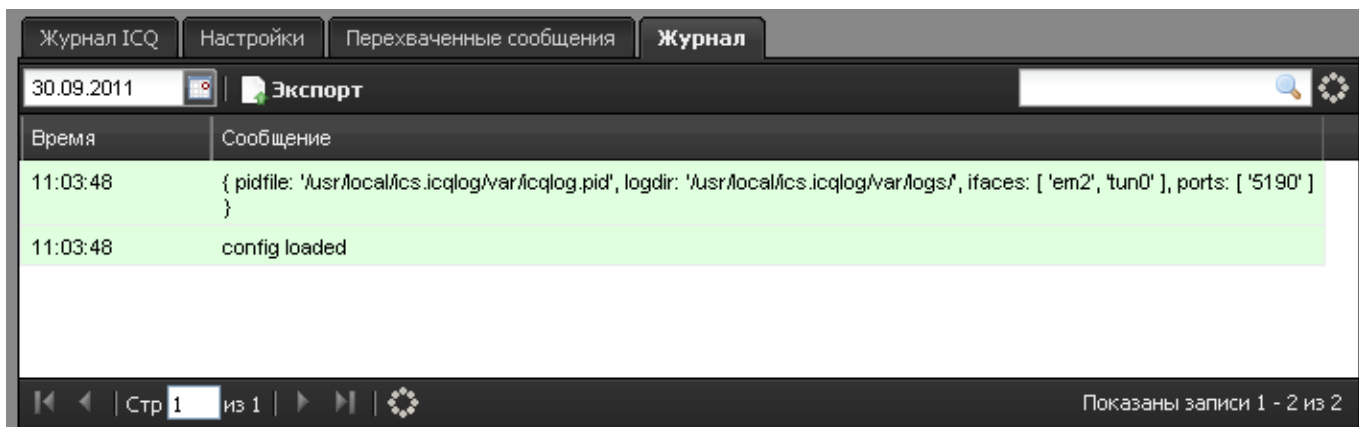 Журнал ICQ Настройки Перехваченные сообщения Журнал
30.09.2011 Экспорт
Время Сообщение
11:03:48 { pidfile: '/usr/local/ics.icqlog/var/icqlog.pid', logdir: '/usr/local/ics.icqlog/var/logs/', ifaces: [ 'em2', 'tun0' ], ports: [ '5190' ]
}
11:03:48 config loaded
Стр 1 из 1 Показаны записи 1 - 2 из 2